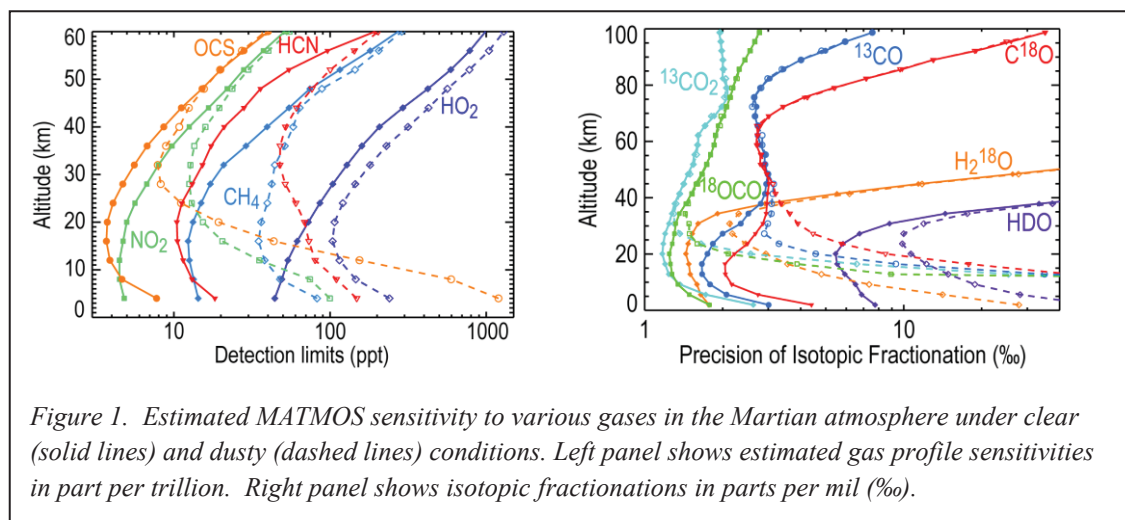 60
50
40
30
20
10
0
Altitude (km)
OCS
HCN
HO2
CH4
NO2
10
100
1000
Detection limits (ppt)
100
80
60
40
20
0
Altitude (km)
13CO2
13CO
C18O
18OCO
H218O
HDO
1
10
Precision of Isotopic Fractionation (‰)
Figure 1. Estimated MATMOS sensitivity to various gases in the Martian atmosphere under clear
(solid lines) and dusty (dashed lines) conditions. Left panel shows estimated gas profile sensitivities
in part per trillion. Right panel shows isotopic fractionations in parts per mil (‰).